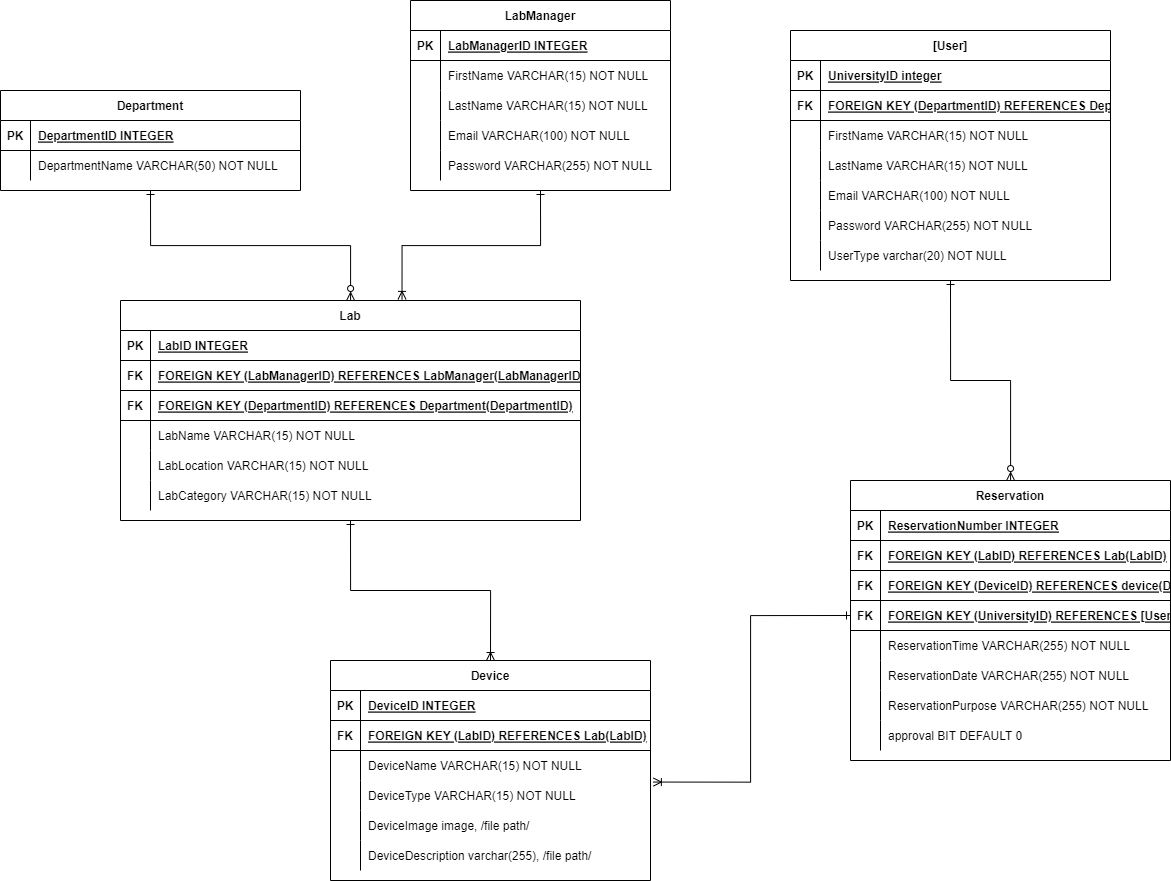 LabManager
PK LabManagerID INTEGER
FirstName VARCHAR(15) NOT NULL
LastName VARCHAR(15) NOT NULL
Email VARCHAR(100) NOT NULL
Password VARCHAR(255) NOT NULL
[User]
PK UniversityID integer
FK FOREIGN KEY (DepartmentID) REFERENCES Dep
FirstName VARCHAR(15) NOT NULL
LastName VARCHAR(15) NOT NULL
Email VARCHAR(100) NOT NULL
Password VARCHAR(255) NOT NULL
UserType varchar(20) NOT NULL
Department
PK DepartmentID INTEGER
DepartmentName VARCHAR(50) NOT NULL
Lab
PK LabID INTEGER
FK FOREIGN KEY (LabManagerID) REFERENCES LabManager(LabManagerID
FK FOREIGN KEY (DepartmentID) REFERENCES Department(DepartmentID)
LabName VARCHAR(15) NOT NULL
LabLocation VARCHAR(15) NOT NULL
LabCategory VARCHAR(15) NOT NULL
Reservation
PK ReservationNumber INTEGER
FK FOREIGN KEY (LabID) REFERENCES Lab(LabID)
FK FOREIGN KEY (DeviceID) REFERENCES device(D
FK FOREIGN KEY (UniversityID) REFERENCES [User
ReservationTime VARCHAR(255) NOT NULL
ReservationDate VARCHAR(255) NOT NULL
ReservationPurpose VARCHAR(255) NOT NULL
approval BIT DEFAULT 0
Device
PK DeviceID INTEGER
FK FOREIGN KEY (LabID) REFERENCES Lab(LabID)
DeviceName VARCHAR(15) NOT NULL
DeviceType VARCHAR(15) NOT NULL
DeviceImage image, /file path/
DeviceDescription varchar(255), /file path/